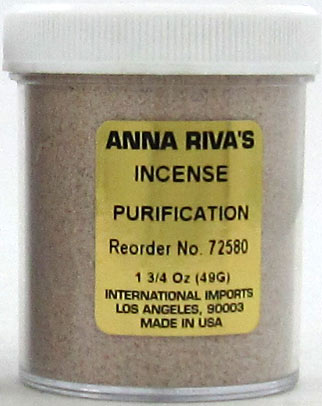 ANNA RIVA'S
INCENSE
PURIFICATION
Reorder No. 72580
1 3/4 Oz (49G)
INTERNATIONAL IMPORTS
LOS ANGELES, 90003
MADE IN USA